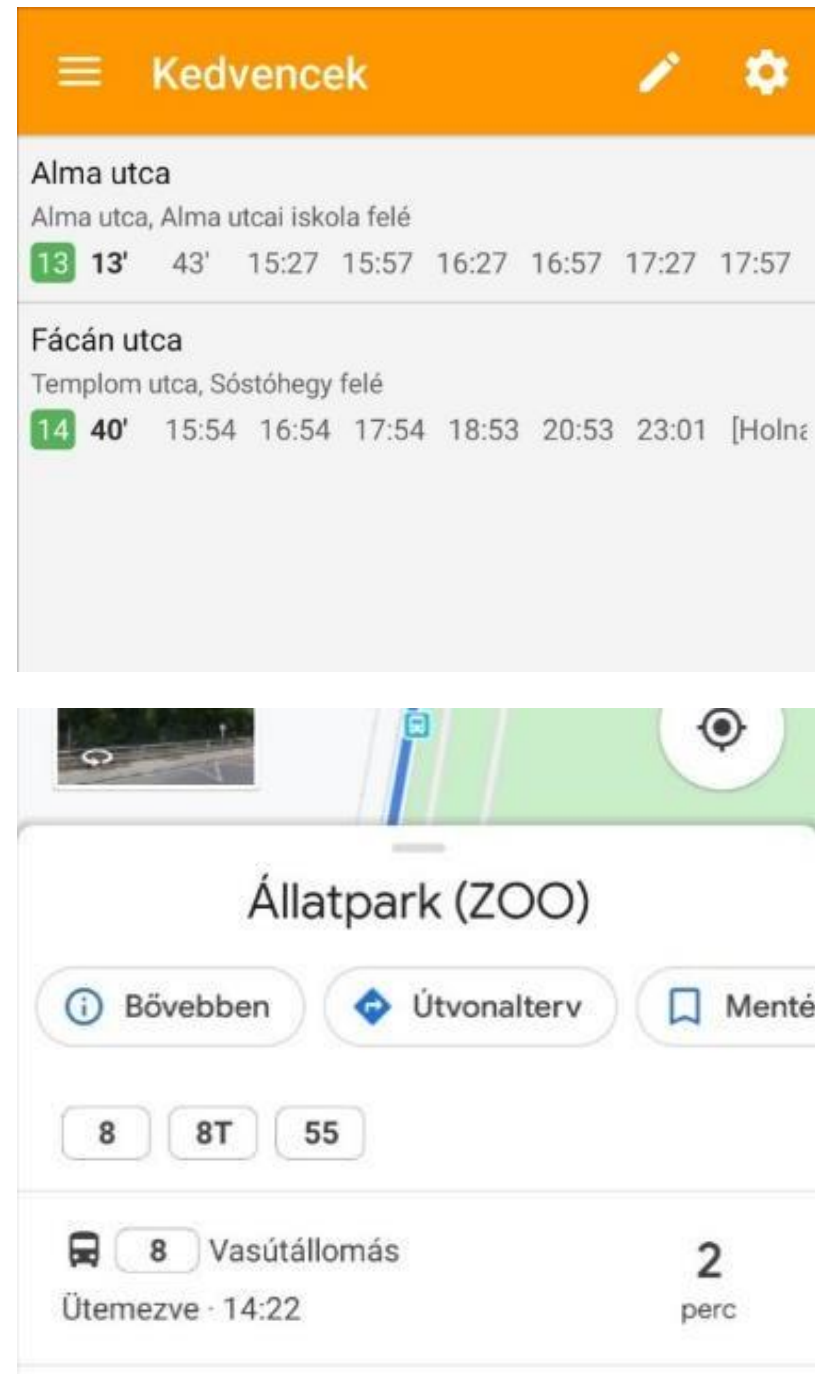 Kedvencek
Alma utca
Alma utca, Alma utcai iskola felé
13 13' 43' 15:27 15:57 16:27 16:57 17:27 17:57
Fácán utca
Templom utca, Sóstóhegy felé
14 40' 15:54 16:54 17:54 18:53 20:53 23:01 [Holna
Állatpark (ZOO)
Bővebben Útvonalterv Menté
8 8T 55
8 Vasútállomás 2
Ütemezve · 14:22 perc